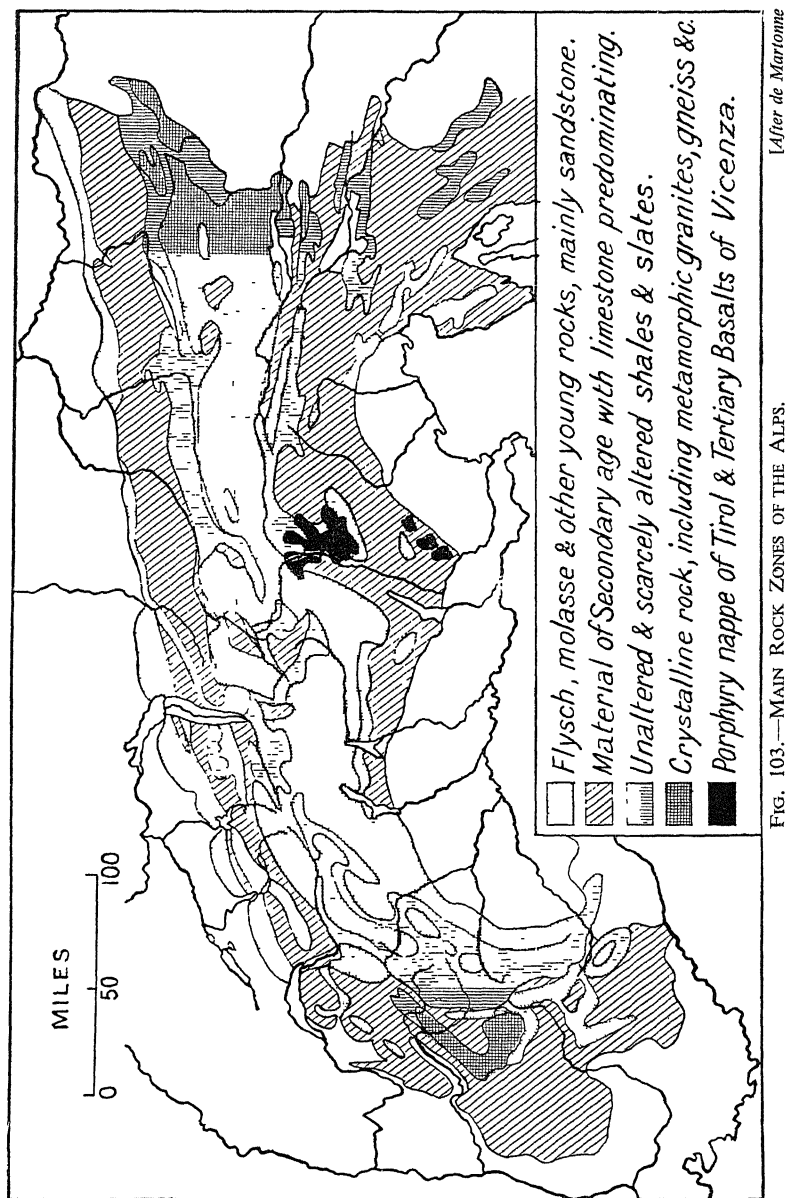 MILES
0 50 100
Flysch, molasse & other young rocks, mainly sandstone.
Material of Secondary age with limestone predominating.
Unaltered & scarcely altered shales & slates.
Crystalline rock, including metamorphic granites, gneiss &c.
Porphyry nappe of Tirol & Tertiary Basalts of Vicenza.
FIG. 103.—MAIN ROCK ZONES OF THE ALPS.
[After de Martonne